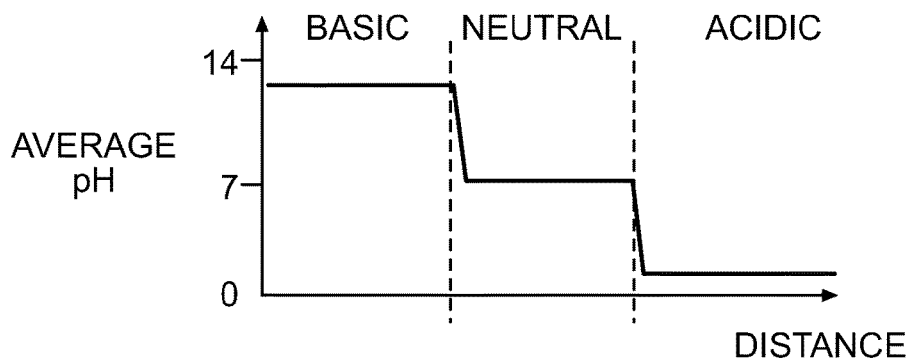 BASIC
NEUTRAL
ACIDIC
14
AVERAGE
pH
7
0
DISTANCE